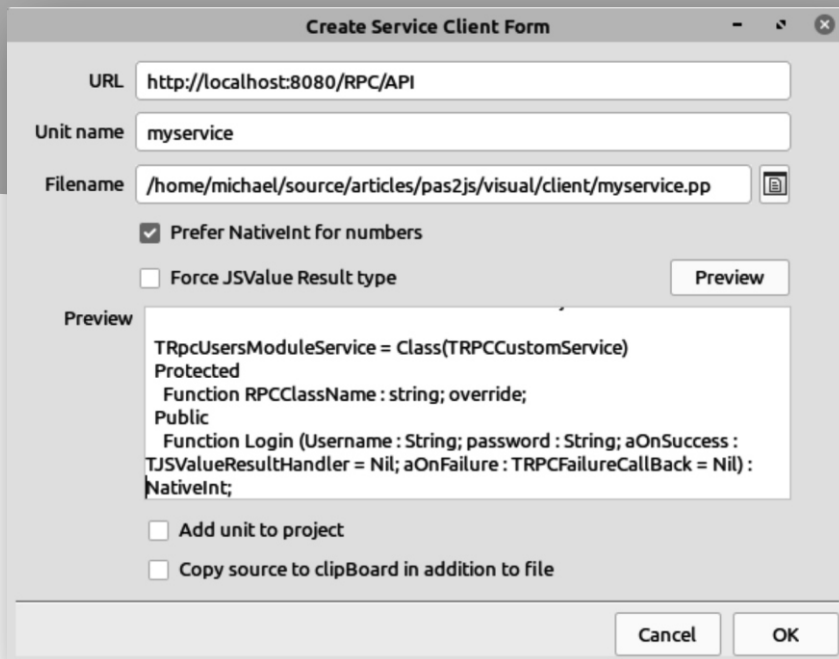 Create Service Client Form
URL http://localhost:8080/RPC/API
Unit name myservice
Filename /home/michael/source/articles/pas2js/visual/client/myservice.pp
Prefer NativeInt for numbers
Force JSValue Result type Preview
Preview
TRpcUsersModuleService = Class(TRPCCustomService)
Protected
Function RPCClassName : string; override;
Public
Function Login (Username : String; password : String; aOnSuccess :
TJSValueResultHandler = Nil; aOnFailure : TRPCFailureCallBack = Nil) :
NativeInt;
Add unit to project
Copy source to clipBoard in addition to file
Cancel OK